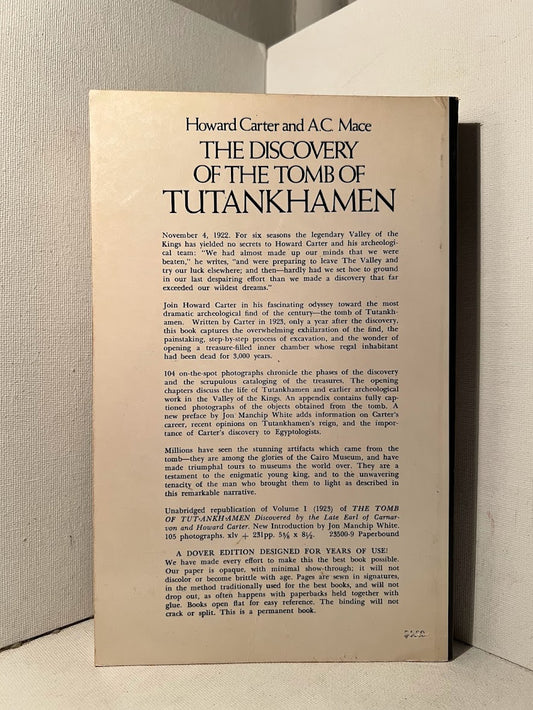 Howard Carter and A.C. Mace
THE DISCOVERY
OF THE TOMB OF
TUTANKHAMEN
November 4, 1922. For six seasons the legendary Valley of the
Kings has yielded no secrets to Howard Carter and his archeologi-
cal team: "We had almost made up our minds that we were
beaten," he writes, "and were preparing to leave The Valley and
try our luck elsewhere; and then—hardly had we set hoe to ground
in our last despairing effort than we made a discovery that far
exceeded our wildest dreams."
Join Howard Carter in his fascinating odyssey toward the most
dramatic archeological find of the century—the tomb of Tutankh-
amen. Written by Carter in 1923, only a year after the discovery,
this book captures the overwhelming exhilaration of the find, the
painstaking, step-by-step process of excavation, and the wonder of
opening a treasure-filled inner chamber whose regal inhabitant
had been dead for 3,000 years.
104 on-the-spot photographs chronicle the phases of the discovery
and the scrupulous cataloging of the treasures. The opening
chapters discuss the life of Tutankhamen and earlier archeological
work in the Valley of the Kings. An appendix contains fully cap-
tioned photographs of the objects obtained from the tomb. A
new preface by Jon Manchip White adds information on Carter's
career, recent opinions on Tutankhamen's reign, and the impor-
tance of Carter's discovery to Egyptologists.
Millions have seen the stunning artifacts which came from the
tomb—they are among the glories of the Cairo Museum, and have
made triumphal tours to museums the world over. They are a
testament to the enigmatic young king, and to the unwavering
tenacity of the man who brought them to light as described in
this remarkable narrative.
Unabridged republication of Volume I (1923) of THE TOMB
OF TUT·ANKHAMEN Discovered by the Late Earl of Carnar-
von and Howard Carter. New Introduction by Jon Manchip White.
105 photographs. xlv + 231pp. 5⅜ x 8½. 23500-9 Paperbound
A DOVER EDITION DESIGNED FOR YEARS OF USE!
We have made every effort to make this the best book possible.
Our paper is opaque, with minimal show-through; it will not
discolor or become brittle with age. Pages are sewn in signatures,
in the method traditionally used for the best books, and will not
drop out, as often happens with paperbacks held together with
glue. Books open flat for easy reference. The binding will not
crack or split. This is a permanent book.